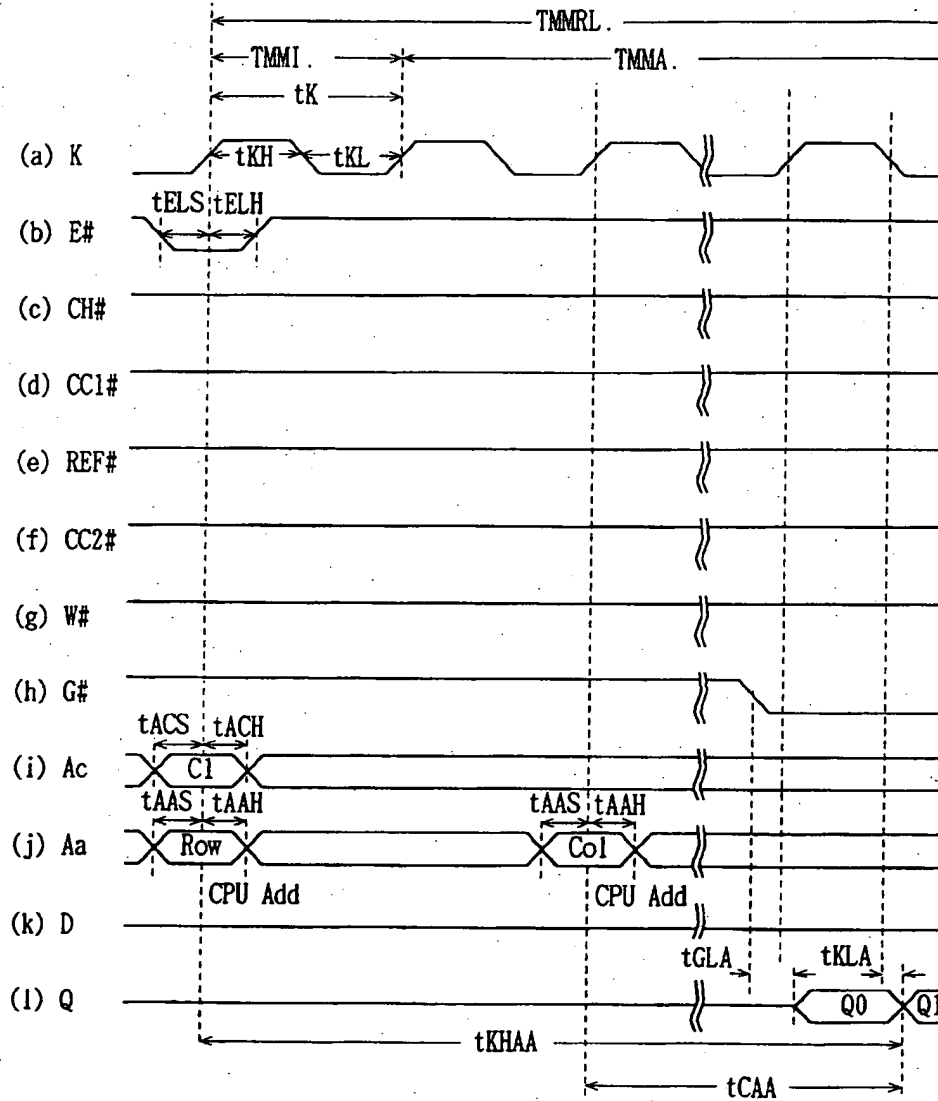 TMMRL.
TMMI. TMMA.
tK
(a) K tKH tKL
tELS tELH
(b) E#
(c) CH#
(d) CC1#
(e) REF#
(f) CC2#
(g) W#
(h) G#
tACS tACH
(i) Ac C1
tAAS tAAH tAAS tAAH
(j) Aa Row Col
CPU Add CPU Add
(k) D
tGLA tKLA
(l) Q Q0 Q1
tKHAA
tCAA